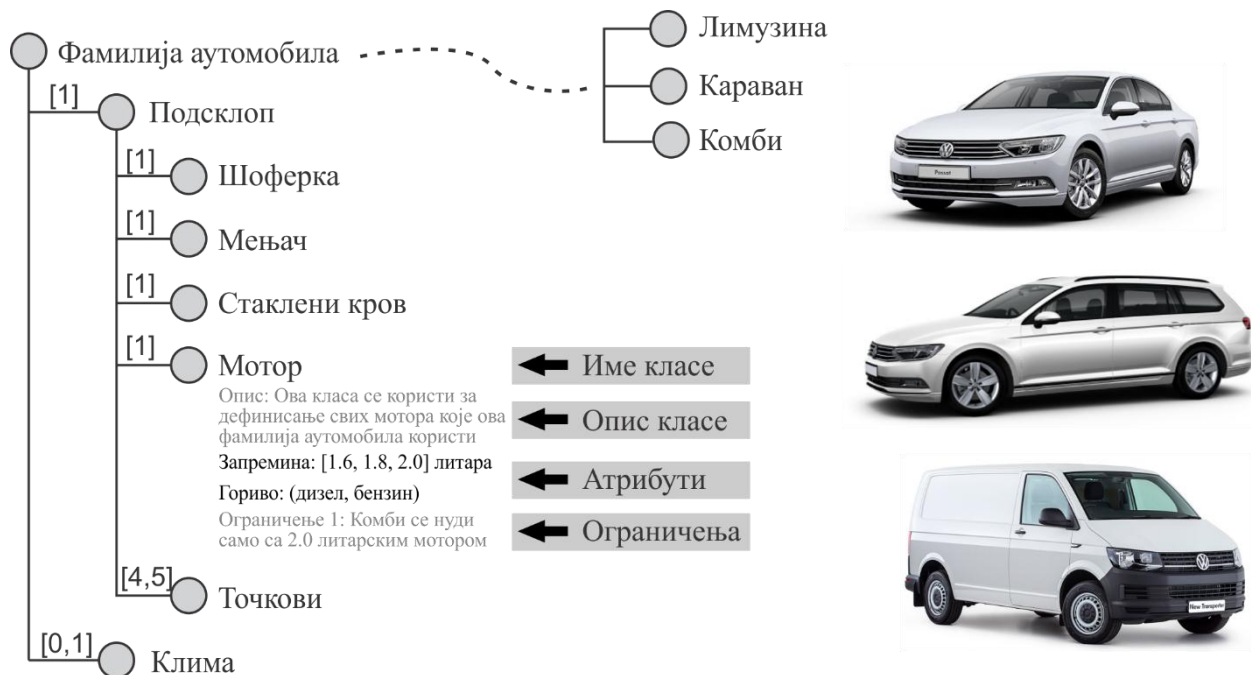 Фамилија аутомобила
[1]
Подсклоп
[1]
Шоферка
[1]
Мењач
[1]
Стаклени кров
[1]
Мотор
Опис: Ова класа се користи за
дефинисање свих мотора које ова
фамилија аутомобила користи
Запремина: [1.6, 1.8, 2.0] литара
Гориво: (дизел, бензин)
Ограничење 1: Комби се нуди
само са 2.0 литарским мотором
[4,5]
Точкови
[0,1]
Клима
Лимузина
Караван
Комби
Име класе
Опис класе
Атрибути
Ограничења
Passat
New Transporter